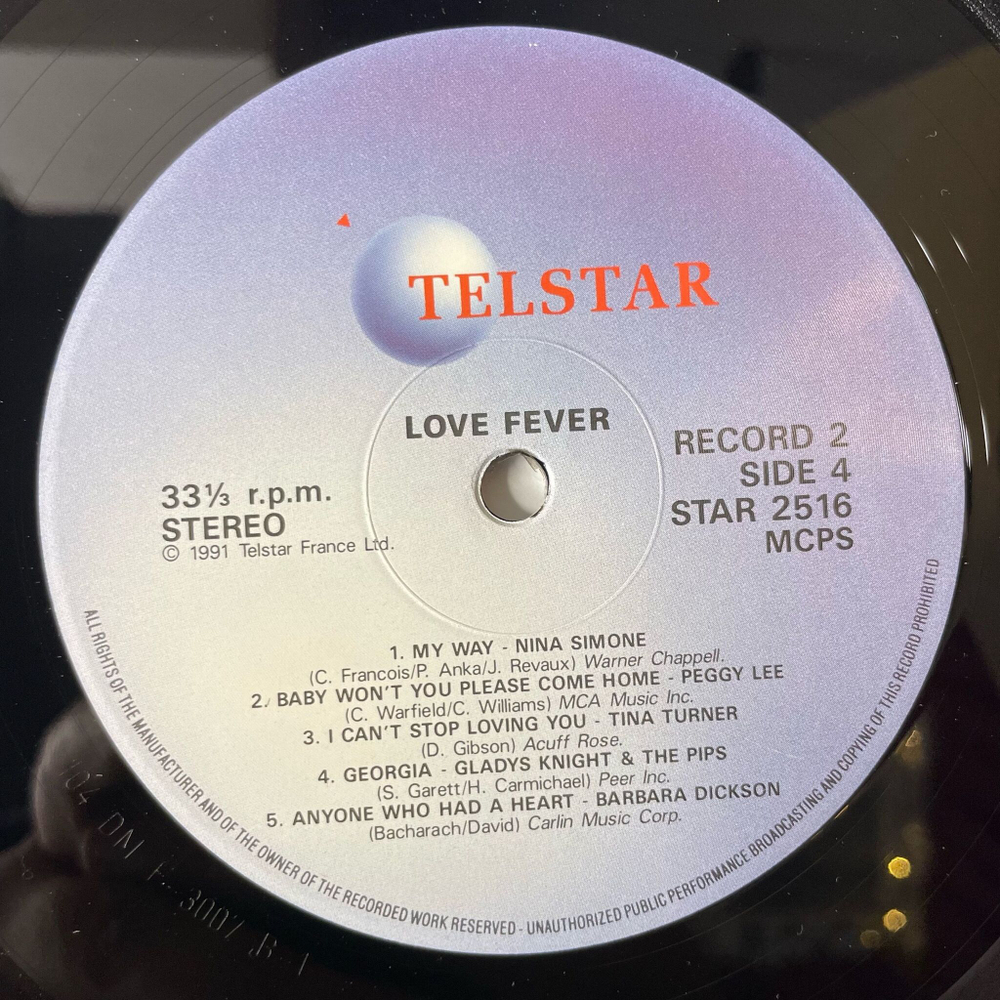 TELSTAR
LOVE FEVER
33⅓ r.p.m.
STEREO
© 1991 Telstar France Ltd.
RECORD 2
SIDE 4
STAR 2516
MCPS
1. MY WAY - NINA SIMONE
(C. Francois/P. Anka/J. Revaux) Warner Chappell.
2. BABY WON'T YOU PLEASE COME HOME - PEGGY LEE
(C. Warfield/C. Williams) MCA Music Inc.
3. I CAN'T STOP LOVING YOU - TINA TURNER
(D. Gibson) Acuff Rose.
4. GEORGIA - GLADYS KNIGHT & THE PIPS
(S. Garett/H. Carmichael) Peer Inc.
5. ANYONE WHO HAD A HEART - BARBARA DICKSON
(Bacharach/David) Carlin Music Corp.
ALL RIGHTS OF THE MANUFACTURER AND OF THE OWNER OF THE RECORDED WORK RESERVED - UNAUTHORIZED PUBLIC PERFORMANCE BROADCASTING AND COPYING OF THIS RECORD PROHIBITED